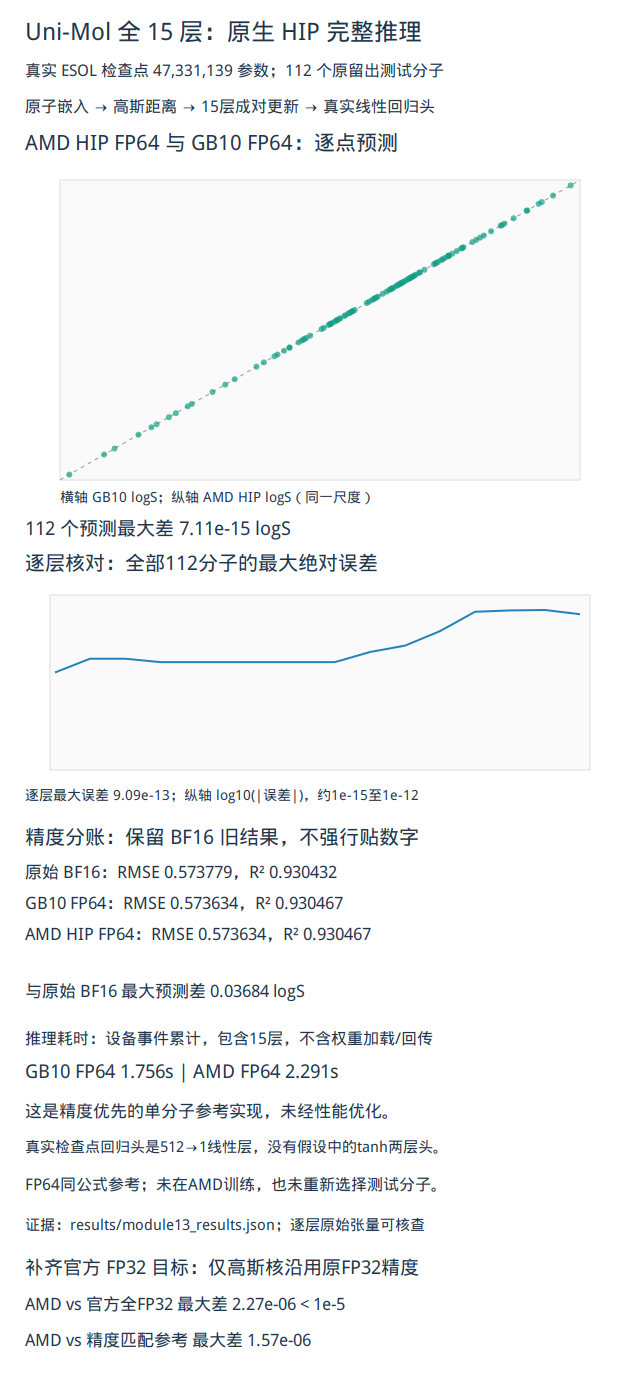 Uni-Mol 全 15 层：原生 HIP 完整推理
真实 ESOL 检查点 47,331,139 参数；112 个原留出测试分子
原子嵌入 → 高斯距离 → 15层成对更新 → 真实线性回归头
AMD HIP FP64 与 GB10 FP64：逐点预测
横轴 GB10 logS；纵轴 AMD HIP logS（同一尺度）
112 个预测最大差 7.11e-15 logS
逐层核对：全部112分子的最大绝对误差
逐层最大误差 9.09e-13；纵轴 log10(|误差|)，约1e-15至1e-12
精度分账：保留 BF16 旧结果，不强行贴数字
原始 BF16：RMSE 0.573779，R² 0.930432
GB10 FP64：RMSE 0.573634，R² 0.930467
AMD HIP FP64：RMSE 0.573634，R² 0.930467
与原始 BF16 最大预测差 0.03684 logS
推理耗时：设备事件累计，包含15层，不含权重加载/回传
GB10 FP64 1.756s | AMD FP64 2.291s
这是精度优先的单分子参考实现，未经性能优化。
真实检查点回归头是512→1线性层，没有假设中的tanh两层头。
FP64同公式参考；未在AMD训练，也未重新选择测试分子。
证据：results/module13_results.json；逐层原始张量可核查
补齐官方 FP32 目标：仅高斯核沿用原FP32精度
AMD vs 官方全FP32 最大差 2.27e-06 < 1e-5
AMD vs 精度匹配参考 最大差 1.57e-06